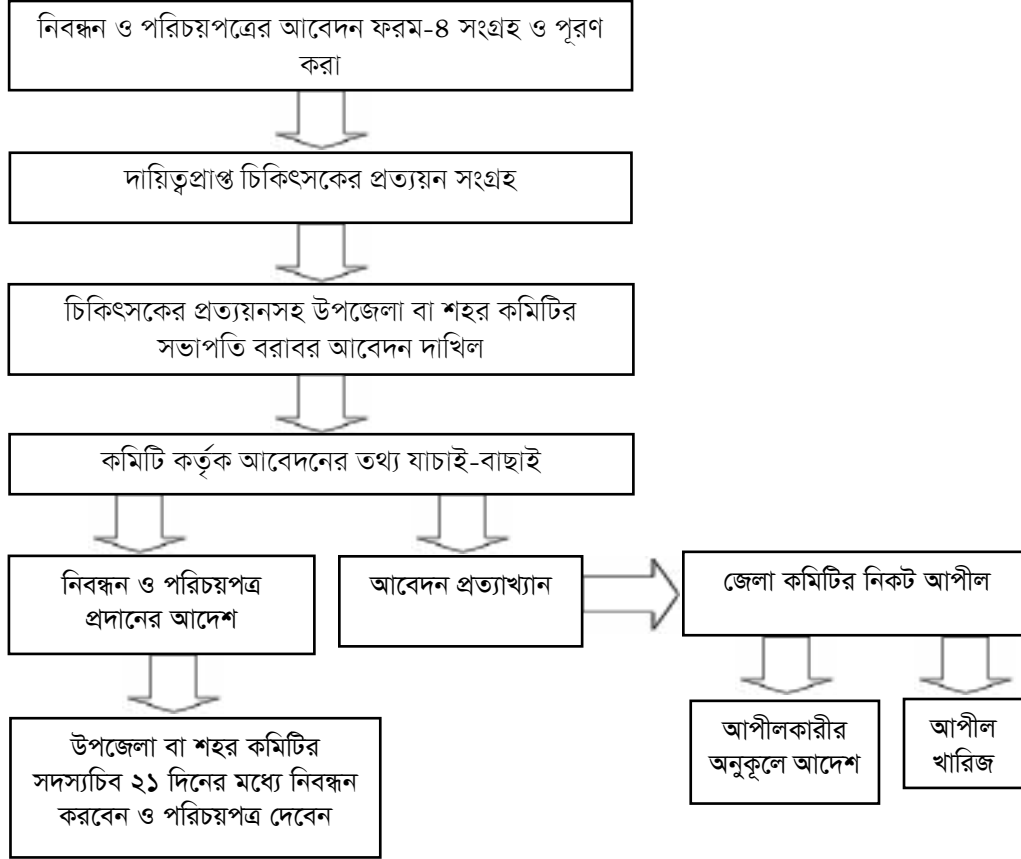 নিবন্ধন ও পরিচয়পত্রের আবেদন ফরম-৪ সংগ্রহ ও পূরণ
করা
দায়িত্বপ্রাপ্ত চিকিৎসকের প্রত্যয়ন সংগ্রহ
চিকিৎসকের প্রত্যয়নসহ উপজেলা বা শহর কমিটির
সভাপতি বরাবর আবেদন দাখিল
কমিটি কর্তৃক আবেদনের তথ্য যাচাই-বাছাই
নিবন্ধন ও পরিচয়পত্র
প্রদানের আদেশ
আবেদন প্রত্যাখ্যান
জেলা কমিটির নিকট আপীল
উপজেলা বা শহর কমিটির
সদস্যচিব ২১ দিনের মধ্যে নিবন্ধন
করবেন ও পরিচয়পত্র দেবেন
আপীলকারীর
অনুকূলে আদেশ
আপীল
খারিজ